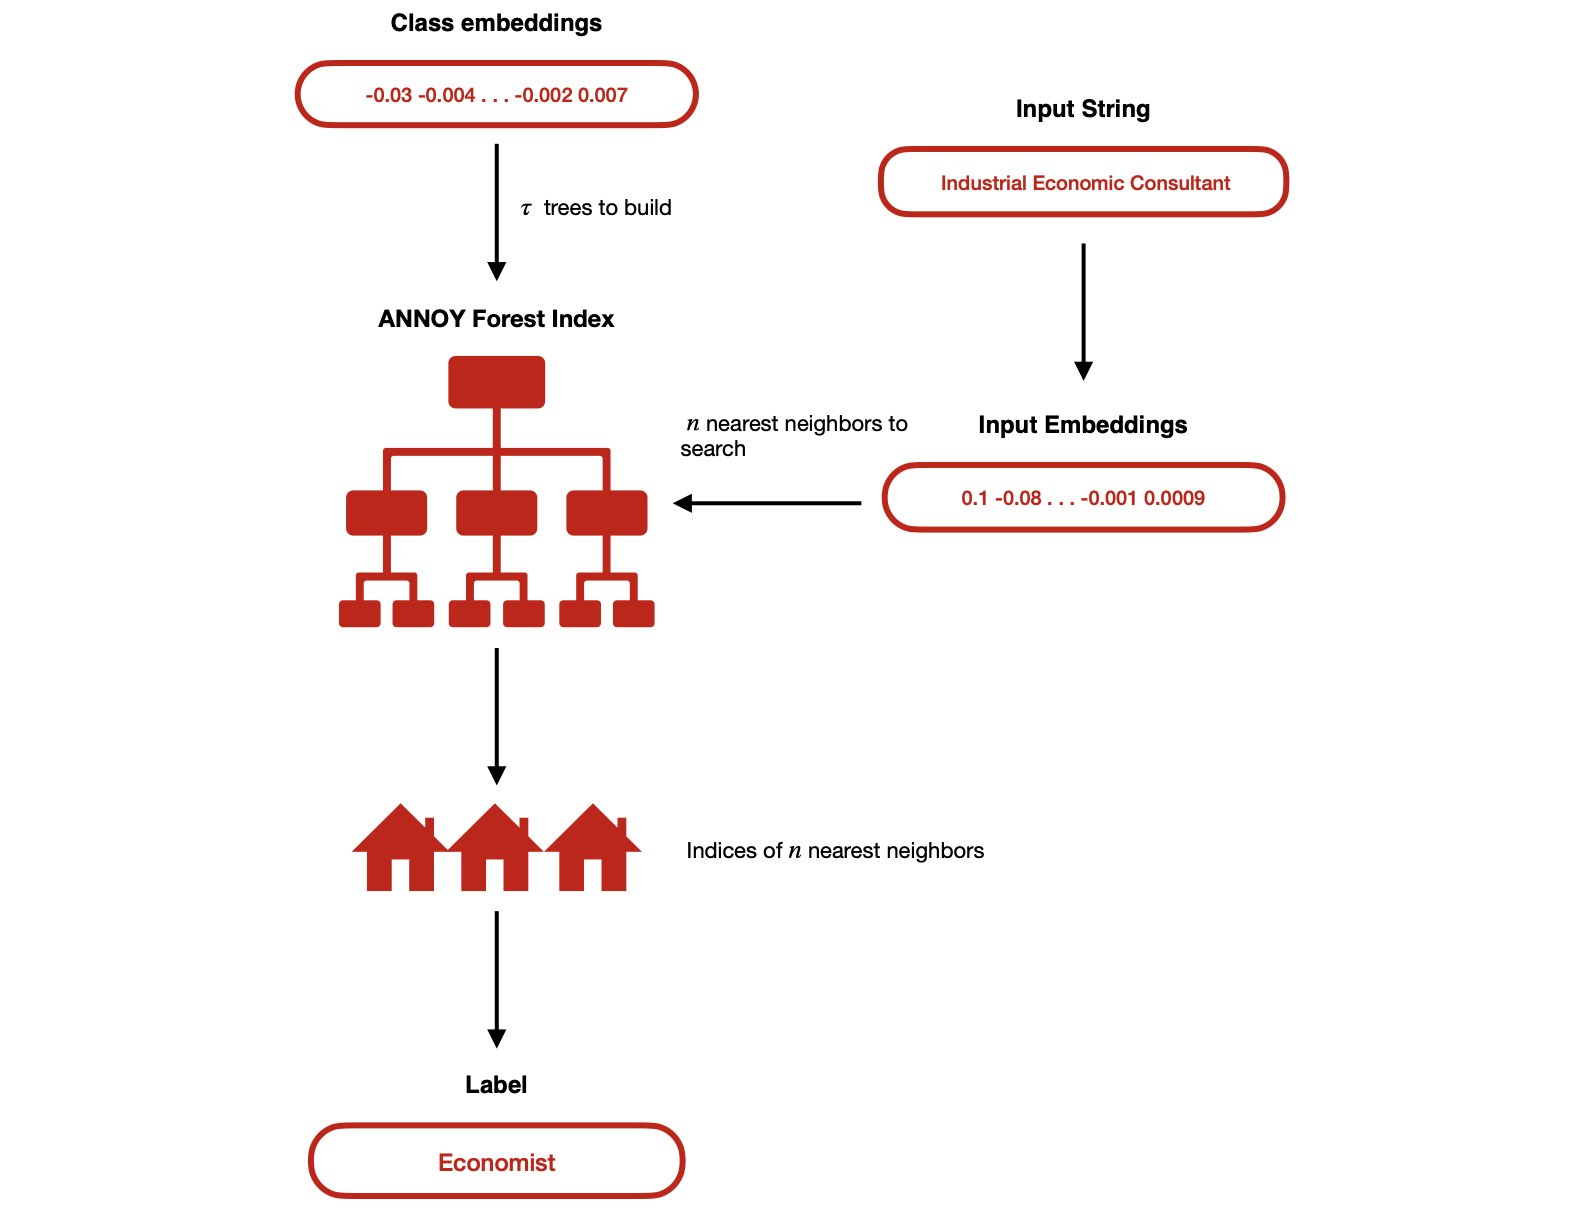 Class embeddings
-0.03 -0.004 . . . -0.002 0.007
τ trees to build
ANNOY Forest Index
Input String
Industrial Economic Consultant
Input Embeddings
0.1 -0.08 . . . -0.001 0.0009
n nearest neighbors to
search
Indices of n nearest neighbors
Label
Economist